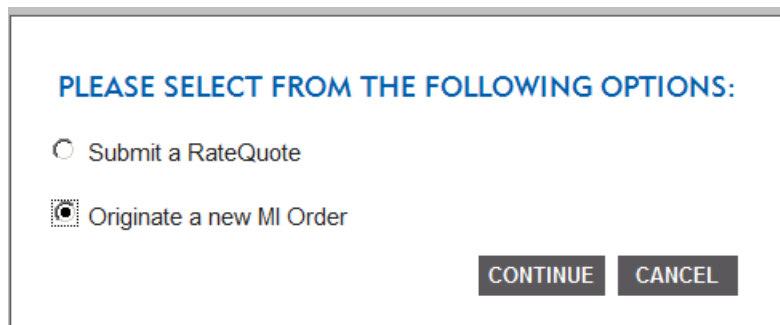 PLEASE SELECT FROM THE FOLLOWING OPTIONS:
Submit a RateQuote
Originate a new MI Order
CONTINUE CANCEL